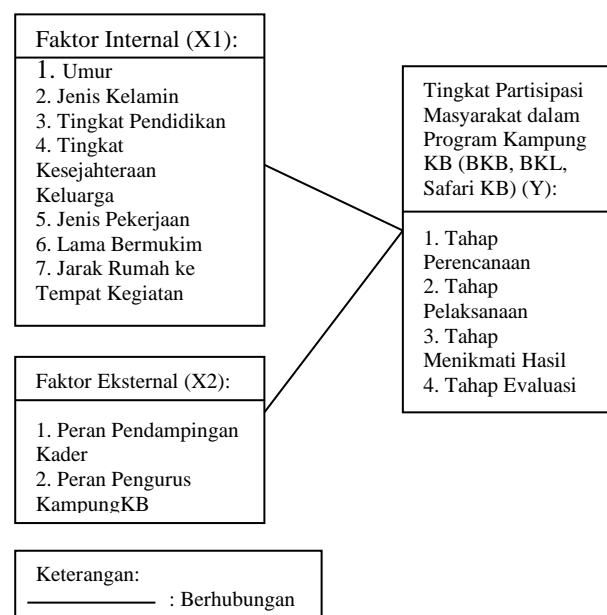 Faktor Internal (X1):
1. Umur
2. Jenis Kelamin
3. Tingkat Pendidikan
4. Tingkat
Kesejahteraan
Keluarga
5. Jenis Pekerjaan
6. Lama Bermukim
7. Jarak Rumah ke
Tempat Kegiatan
Faktor Eksternal (X2):
1. Peran Pendampingan
Kader
2. Peran Pengurus
KampungKB
Tingkat Partisipasi
Masyarakat dalam
Program Kampung
KB (BKB, BKL,
Safari KB) (Y):
1. Tahap
Perencanaan
2. Tahap
Pelaksanaan
3. Tahap
Menikmati Hasil
4. Tahap Evaluasi
Keterangan:
: Berhubungan